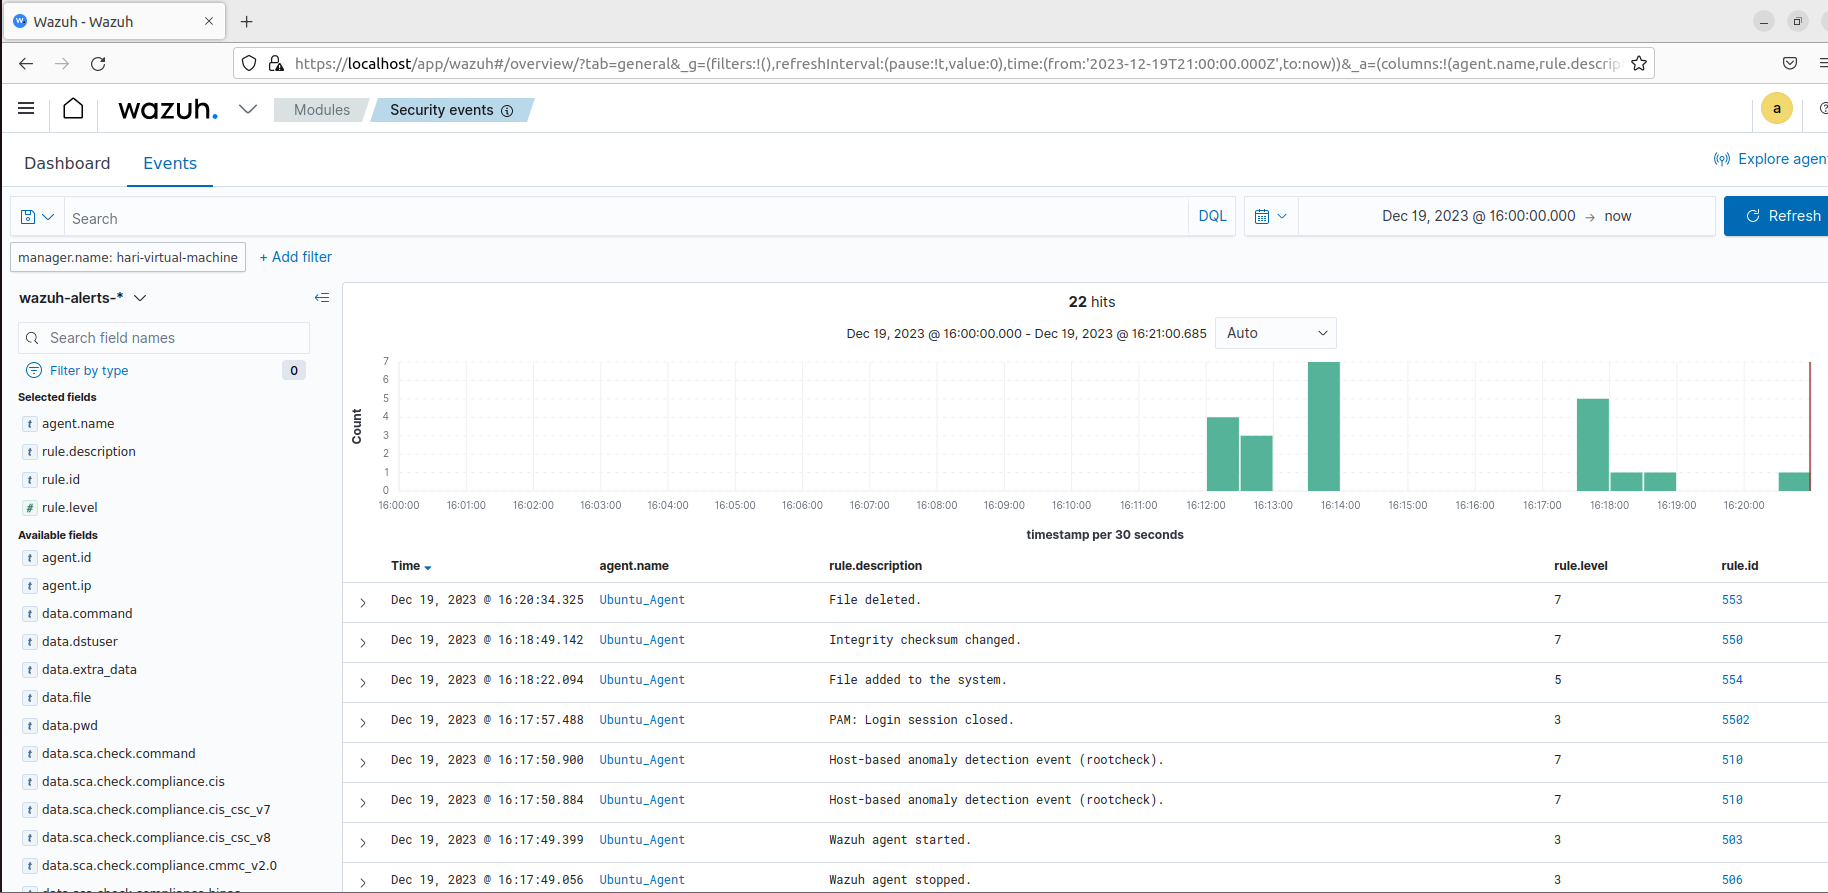 Wazuh - Wazuh
https://localhost/app/wazuh#/overview/?tab=general&_g=(filters:!(),refreshInterval:(pause:!t,value:0),time:(from:'2023-12-19T21:00:00.000Z',to:now))&_a=(columns:!(agent.name,rule.descrip
wazuh. Modules Security events a
Dashboard Events Explore agen
Search DQL Dec 19, 2023 @ 16:00:00.000 → now Refresh
manager.name: hari-virtual-machine + Add filter
wazuh-alerts-*
Search field names
Filter by type 0
Selected fields
t agent.name
t rule.description
t rule.id
# rule.level
Available fields
t agent.id
t agent.ip
t data.command
t data.dstuser
t data.extra_data
t data.file
t data.pwd
t data.sca.check.command
t data.sca.check.compliance.cis
t data.sca.check.compliance.cis_csc_v7
t data.sca.check.compliance.cis_csc_v8
t data.sca.check.compliance.cmmc_v2.0
22 hits
Dec 19, 2023 @ 16:00:00.000 - Dec 19, 2023 @ 16:21:00.685 Auto
Count
7
6
5
4
3
2
1
0
16:00:00 16:01:00 16:02:00 16:03:00 16:04:00 16:05:00 16:06:00 16:07:00 16:08:00 16:09:00 16:10:00 16:11:00 16:12:00 16:13:00 16:14:00 16:15:00 16:16:00 16:17:00 16:18:00 16:19:00 16:20:00
timestamp per 30 seconds
Time agent.name rule.description rule.level rule.id
Dec 19, 2023 @ 16:20:34.325 Ubuntu_Agent File deleted. 7 553
Dec 19, 2023 @ 16:18:49.142 Ubuntu_Agent Integrity checksum changed. 7 550
Dec 19, 2023 @ 16:18:22.094 Ubuntu_Agent File added to the system. 5 554
Dec 19, 2023 @ 16:17:57.488 Ubuntu_Agent PAM: Login session closed. 3 5502
Dec 19, 2023 @ 16:17:50.900 Ubuntu_Agent Host-based anomaly detection event (rootcheck). 7 510
Dec 19, 2023 @ 16:17:50.884 Ubuntu_Agent Host-based anomaly detection event (rootcheck). 7 510
Dec 19, 2023 @ 16:17:49.399 Ubuntu_Agent Wazuh agent started. 3 503
Dec 19, 2023 @ 16:17:49.056 Ubuntu_Agent Wazuh agent stopped. 3 506